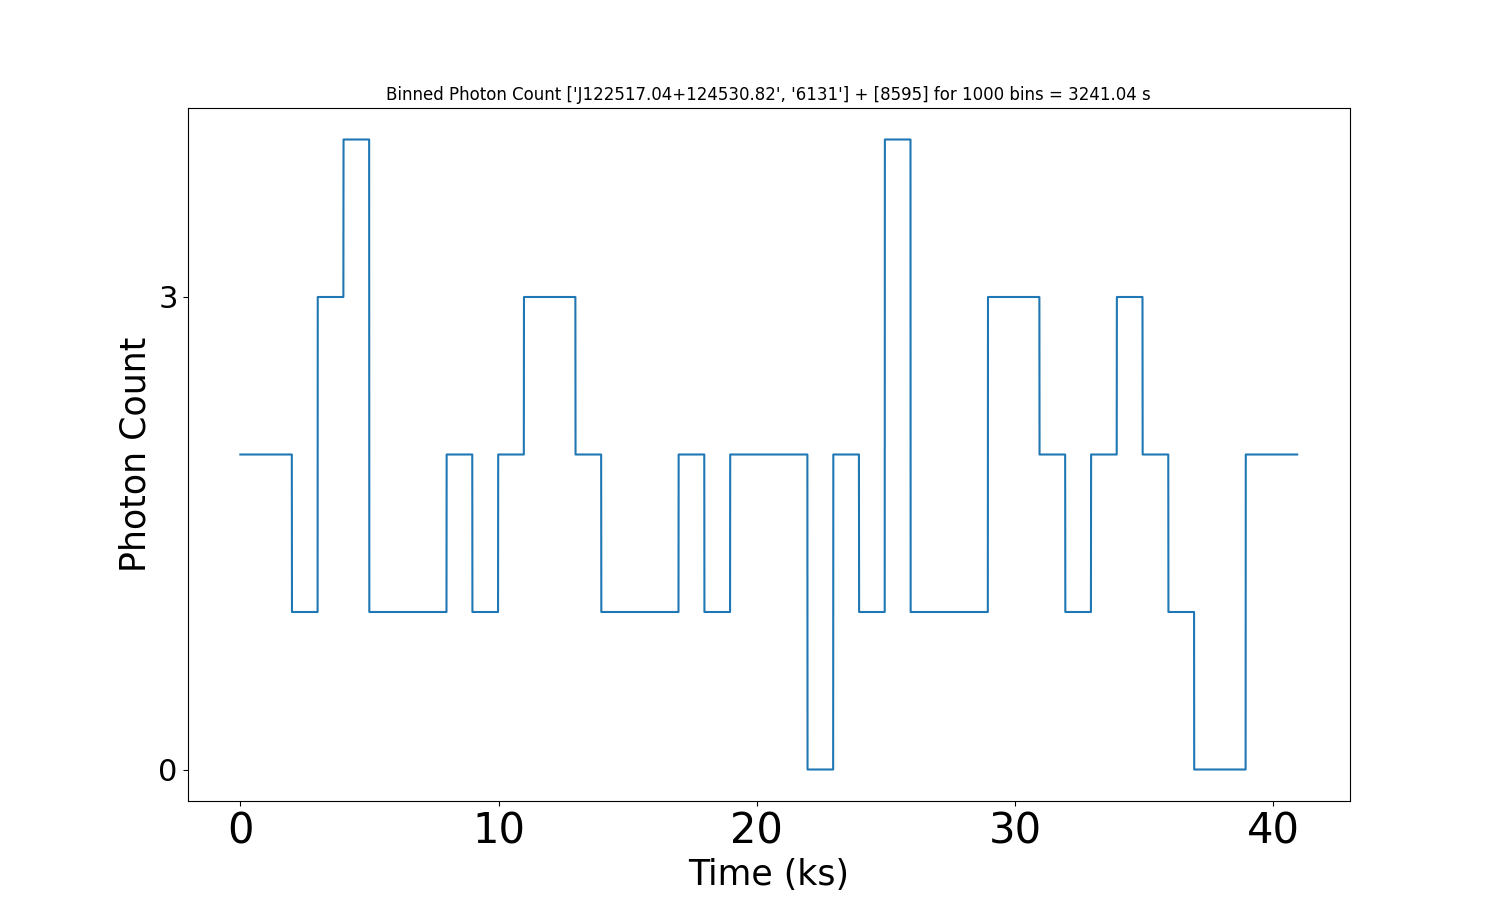 Binned Photon Count ['J122517.04+124530.82', '6131'] + [8595] for 1000 bins = 3241.04 s
3
Photon Count
0
0 10 20 30 40
Time (ks)